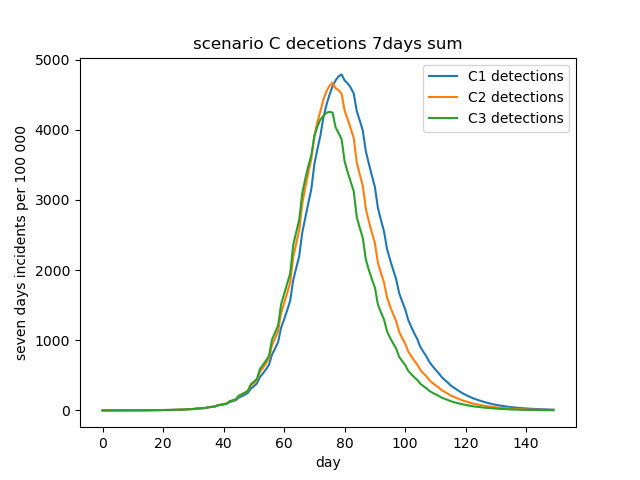 scenario C decetions 7days sum
C1 detections
C2 detections
C3 detections
seven days incidents per 100 000
5000
4000
3000
2000
1000
0
0 20 40 60 80 100 120 140
day